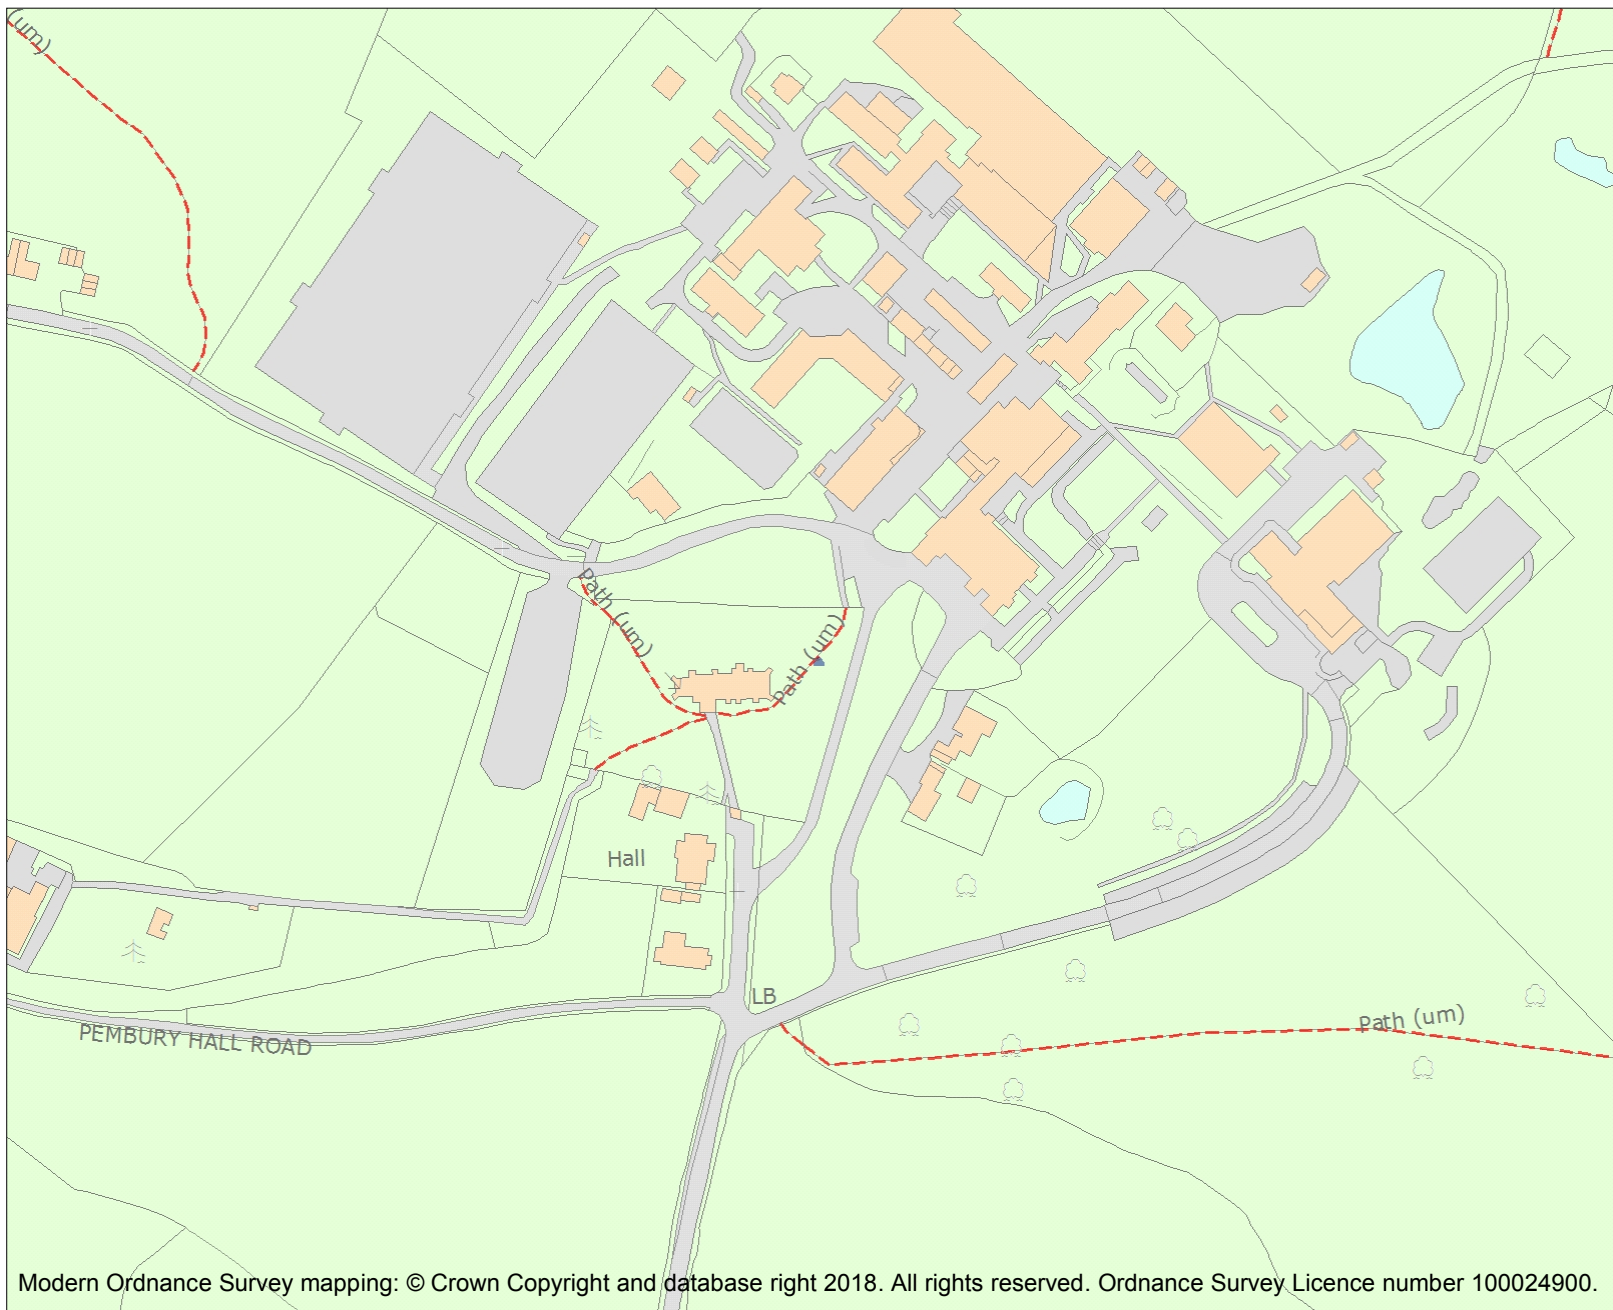 (um)
Path (um)
Path (um)
Hall
LB
Path (um)
PEMBURY HALL ROAD
Modern Ordnance Survey mapping: © Crown Copyright and database right 2018. All rights reserved. Ordnance Survey Licence number 100024900.